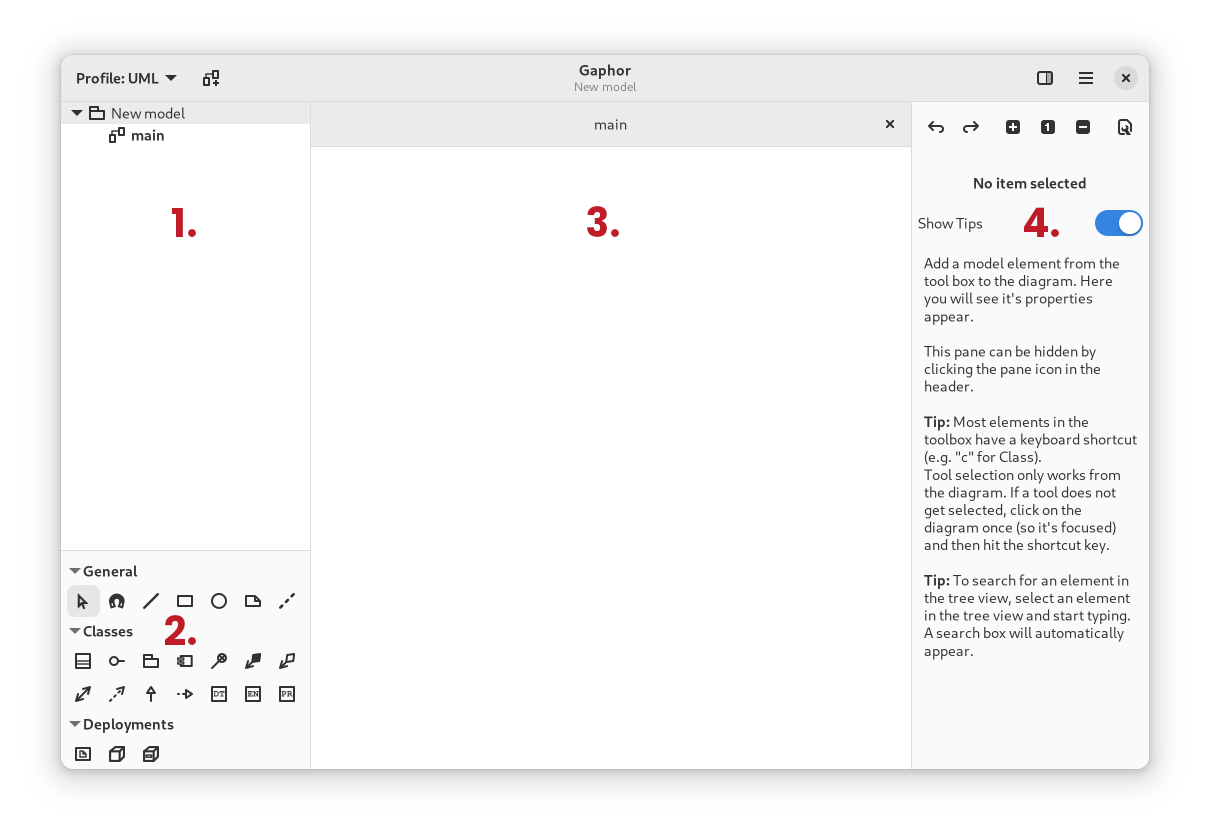 Profile: UML
Gaphor
New model
New model
main
main
1.
3.
No item selected
Show Tips
4.
Add a model element from the
tool box to the diagram. Here
you will see it's properties
appear.
This pane can be hidden by
clicking the pane icon in the
header.
Tip: Most elements in the
toolbox have a keyboard shortcut
(e.g. "c" for Class).
Tool selection only works from
the diagram. If a tool does not
get selected, click on the
diagram once (so it's focused)
and then hit the shortcut key.
Tip: To search for an element in
the tree view, select an element
in the tree view and start typing.
A search box will automatically
appear.
General
Classes
2.
DT
EN
PR
Deployments
1